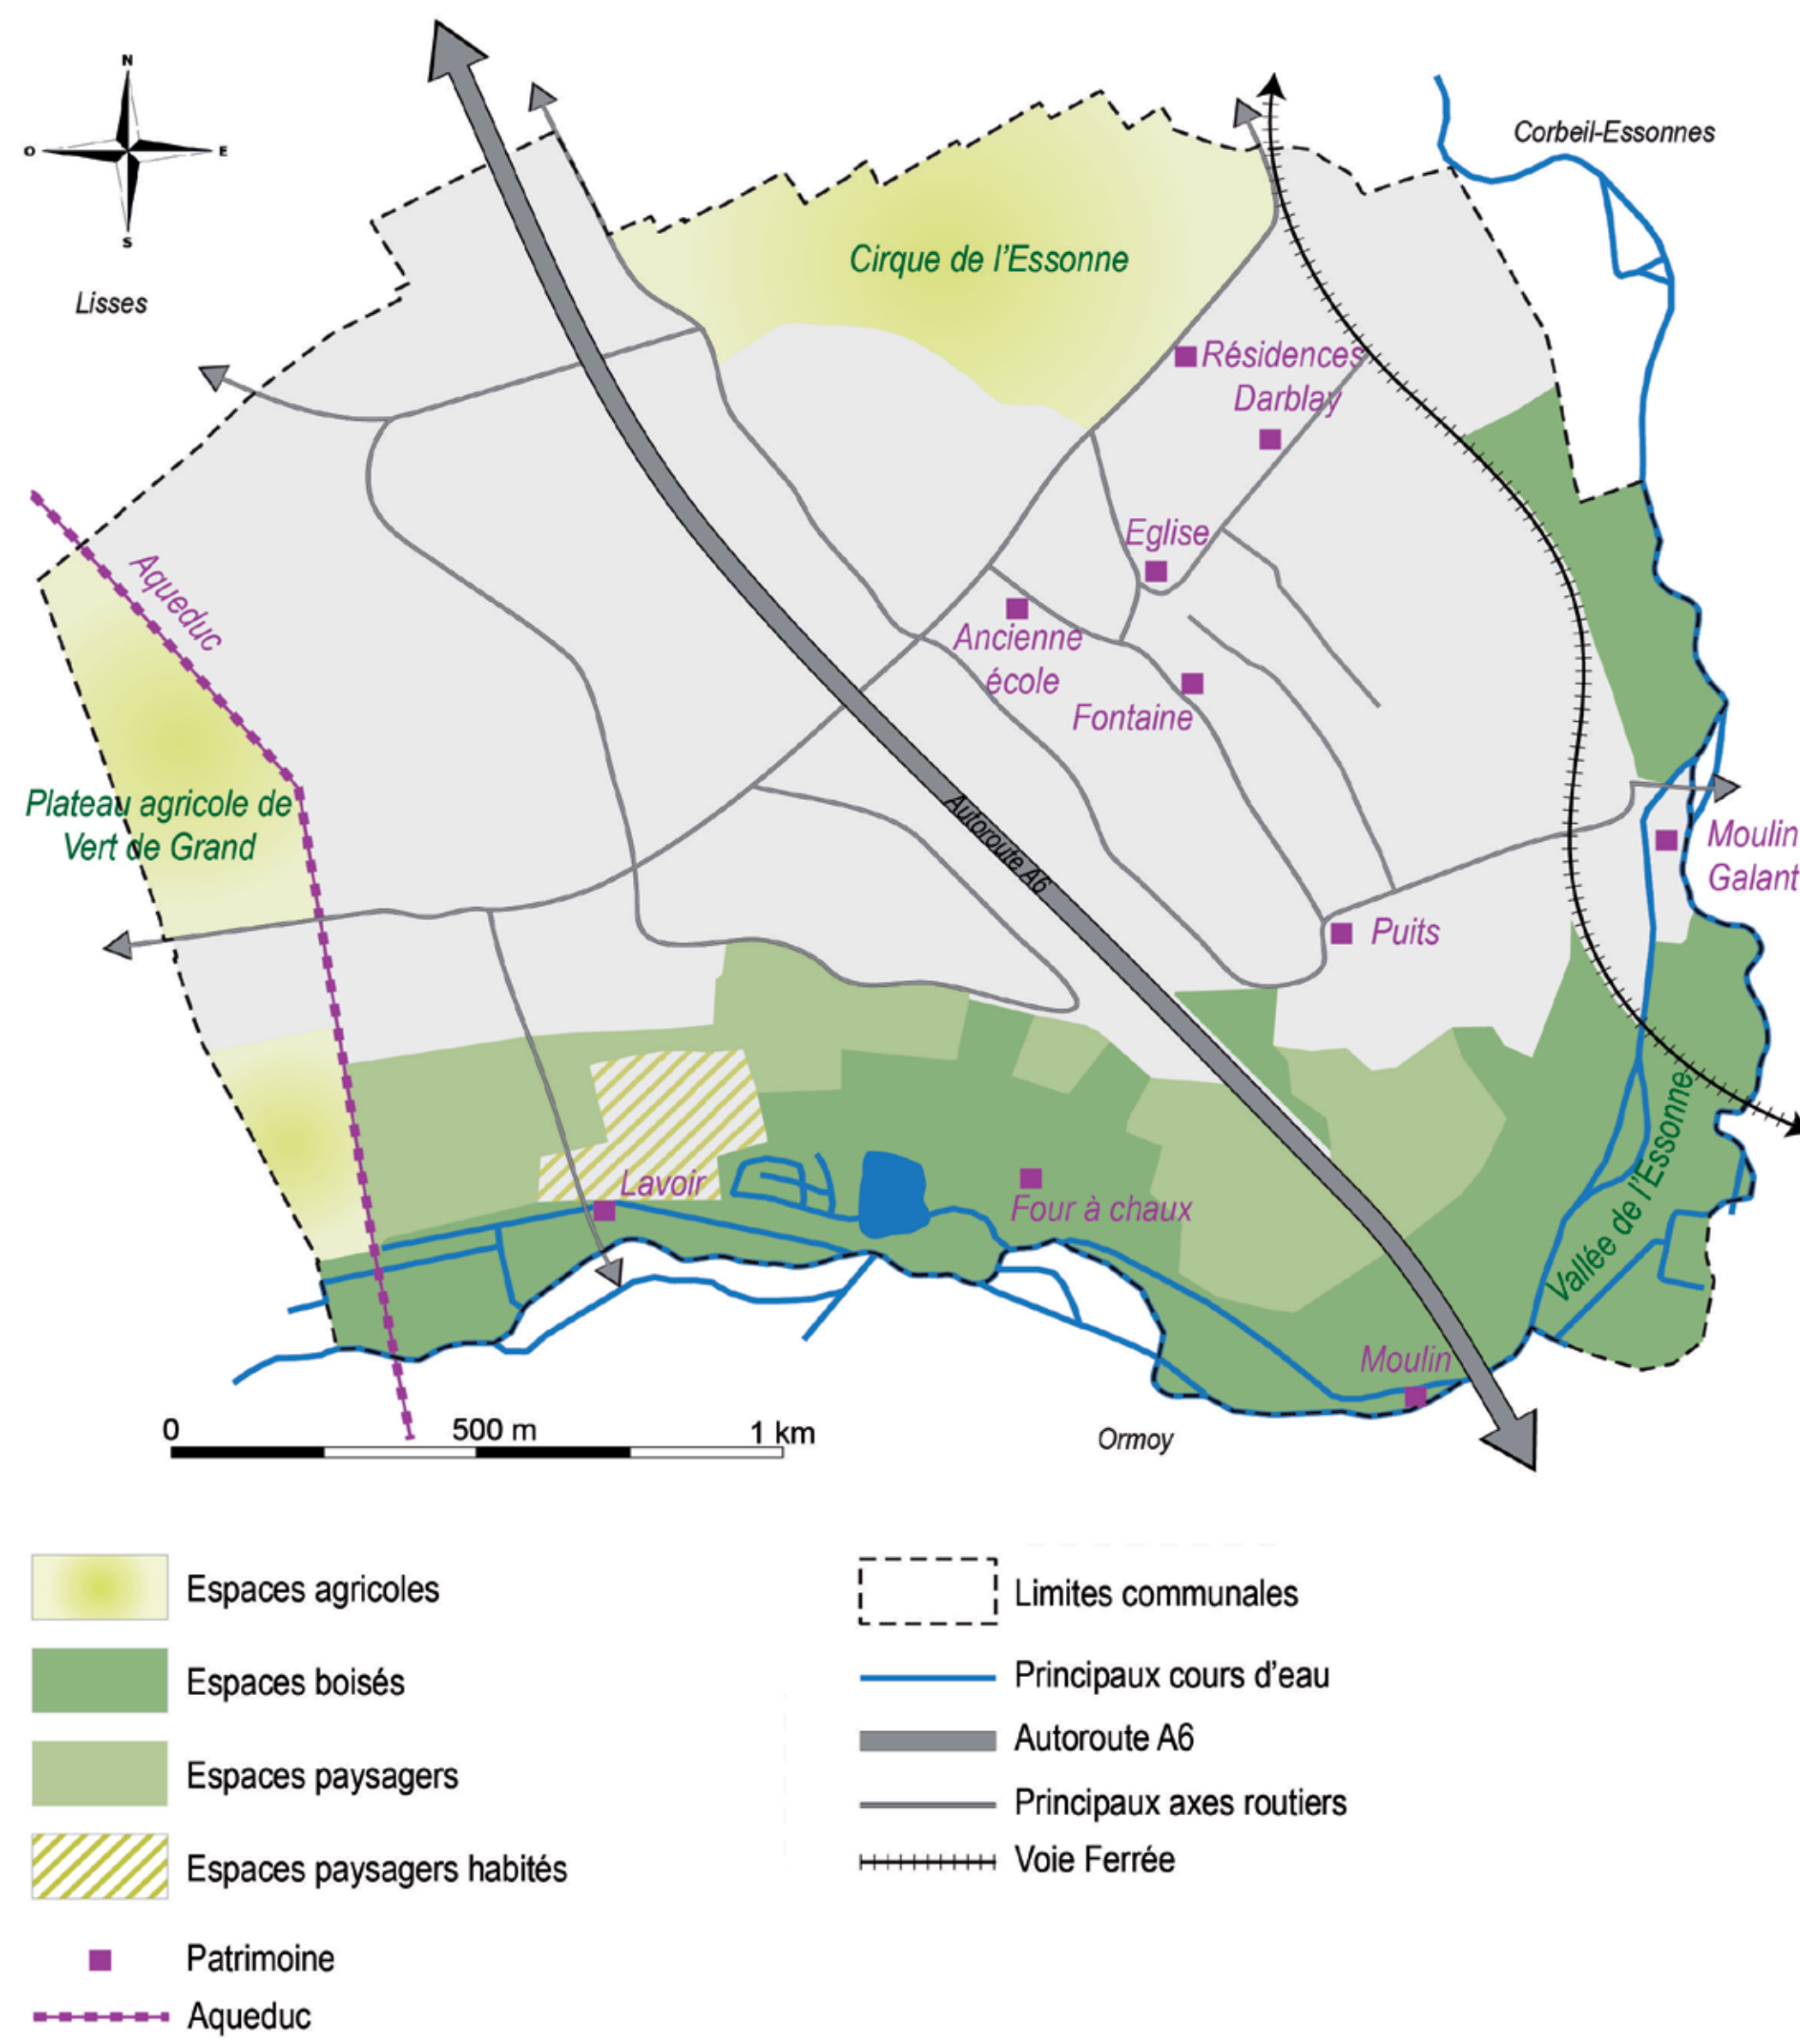 N
O
E
S
Corbeil-Essonnes
Lisses
Cirque de l'Essonne
Résidences
Darblay
Aqueduc
Eglise
Ancienne
école
Fontaine
Plateau agricole de
Vert de Grand
Autoroute A6
Moulin
Galant
Puits
Lavoir
Four à chaux
Vallée de l'Essonne
Moulin
Ormoy
0
500 m
1 km
Espaces agricoles
Espaces boisés
Espaces paysagers
Espaces paysagers habités
Patrimoine
Aqueduc
Limites communales
Principaux cours d'eau
Autoroute A6
Principaux axes routiers
Voie Ferrée